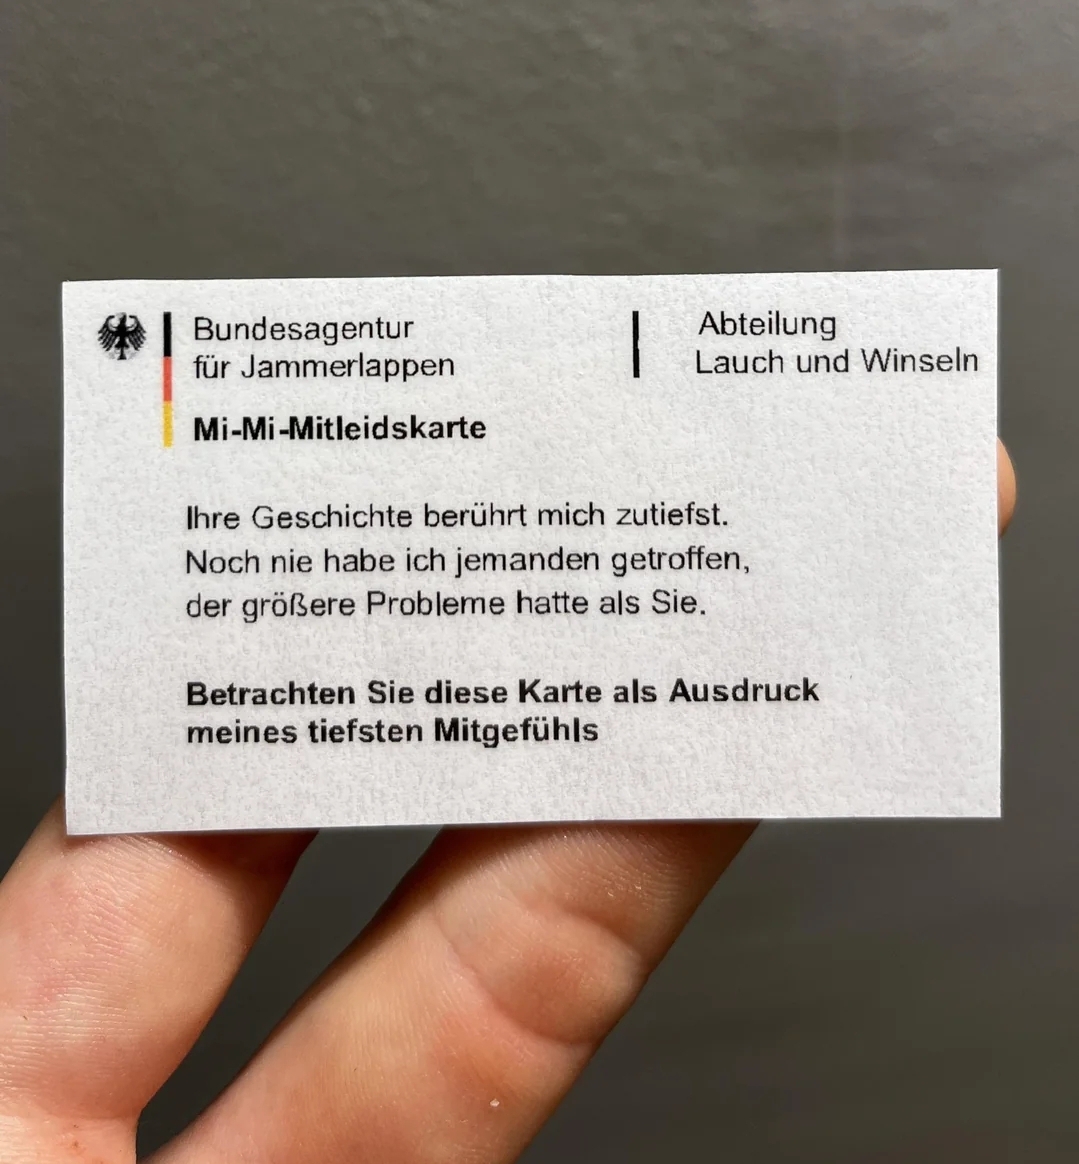 Bundesagentur
für Jammerlappen
Abteilung
Lauch und Winseln
Mi-Mi-Mitleidskarte
Ihre Geschichte berührt mich zutiefst.
Noch nie habe ich jemanden getroffen,
der größere Probleme hatte als Sie.
Betrachten Sie diese Karte als Ausdruck
meines tiefsten Mitgefühls